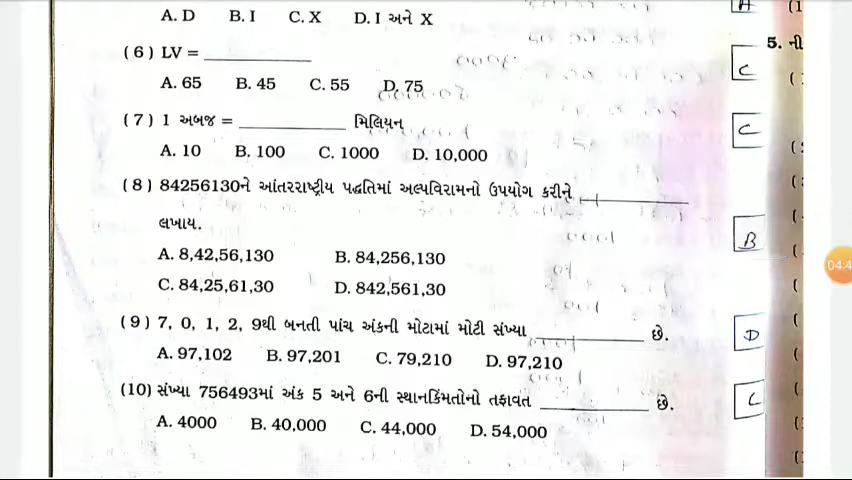 A. D B. I C. X D. I અને X
A
(1
5. ની
(6) LV = ____________
C
(
A. 65 B. 45 C. 55 D. 75
(7) 1 અબજ = ____________ મિલિયન્
C
A. 10 B. 100 C. 1000 D. 10,000
(8) 84256130ને આંતરરાષ્ટ્રીય પદ્ધતિમાં અલ્પવિરામનો ઉપયોગ કરીને ____________
લખાય.
B
A. 8,42,56,130 B. 84,256,130
04:4
C. 84,25,61,30 D. 842,561,30
(9) 7, 0, 1, 2, 9થી બનતી પાંચ અંકની મોટામાં મોટી સંખ્યા ____________ છે.
D
A. 97,102 B. 97,201 C. 79,210 D. 97,210
(10) સંખ્યા 756493માં અંક 5 અને 6ની સ્થાનકિંમતોનો તફાવત ____________ છે.
C
A. 4000 B. 40,000 C. 44,000 D. 54,000